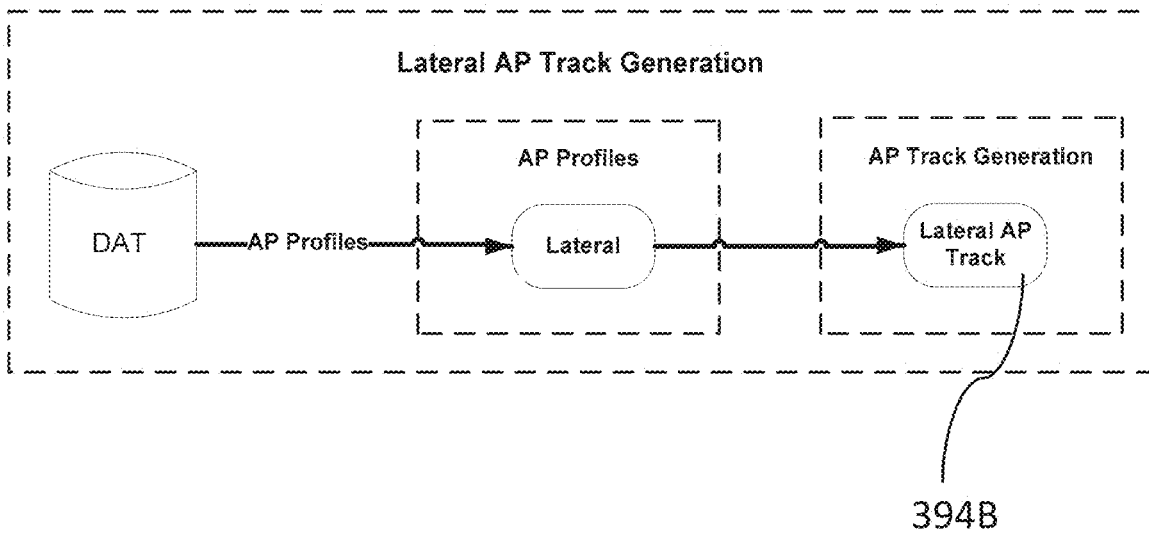 Lateral AP Track Generation
AP Profiles
AP Track Generation
DAT
AP Profiles
Lateral
Lateral AP
Track
394B